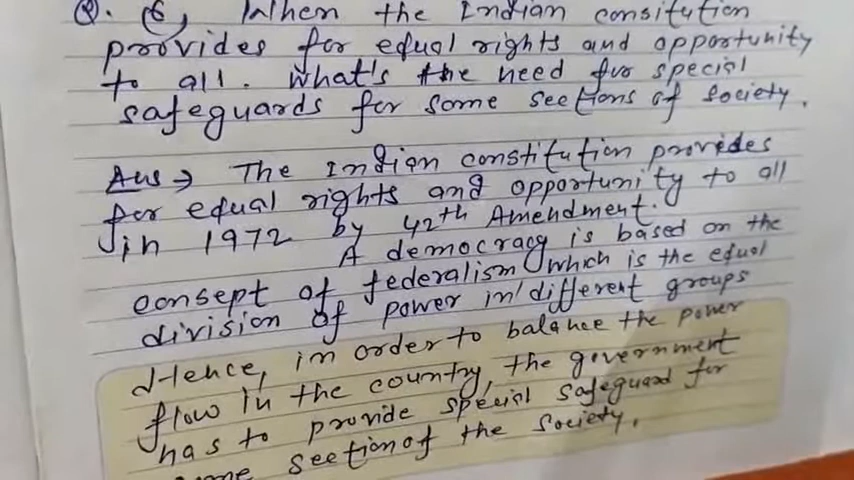 Q. 6, When the Indian consitution
provides for equal rights and opportunity
to all. What's the need for special
safeguards for some sections of society.
Ans → The Indian constitution provides
for equal rights and opportunity to all
in 1972 by 42th Amendment.
A democracy is based on the
consept of federalism which is the equal
division of power in different groups
Hence, in order to balance the power
flow in the country, the government
has to provide special safeguard for
some section of the society.